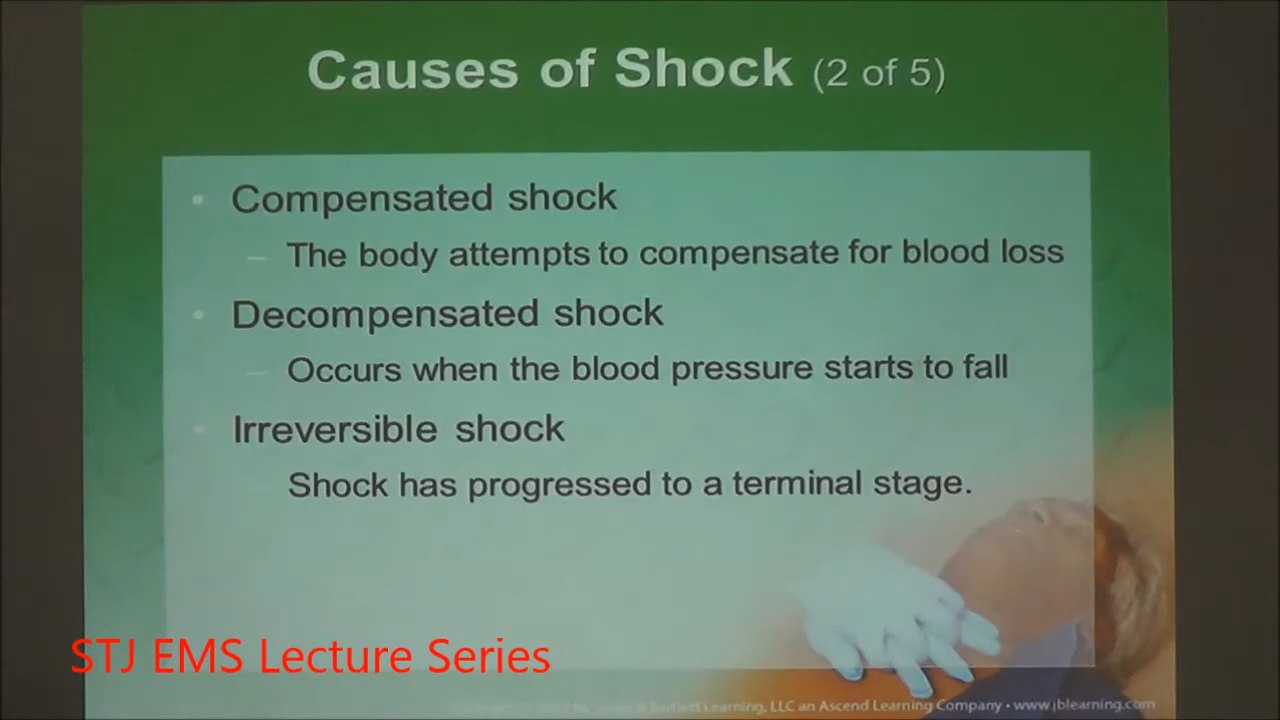 Causes of Shock (2 of 5)
• Compensated shock
– The body attempts to compensate for blood loss
• Decompensated shock
– Occurs when the blood pressure starts to fall
• Irreversible shock
Shock has progressed to a terminal stage.
STJ EMS Lecture Series
Bartlett Learning, LLC an Ascend Learning Company • www.jblearning.com